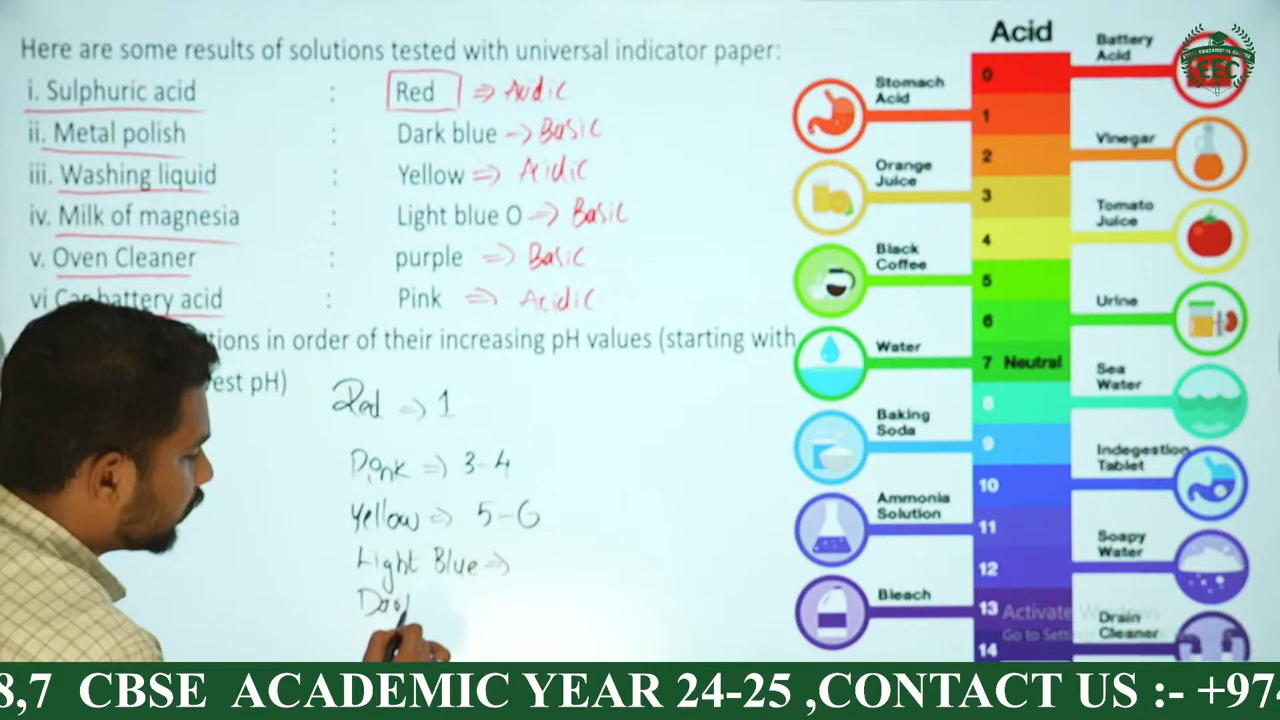 Here are some results of solutions tested with universal indicator paper:
i. Sulphuric acid : Red ⇒ Acidic
ii. Metal polish : Dark blue → Basic
iii. Washing liquid : Yellow ⇒ Acidic
iv. Milk of magnesia : Light blue O ⇒ Basic
v. Oven Cleaner : purple ⇒ Basic
vi Car battery acid : Pink ⇒ Acidic
tions in order of their increasing pH values (starting with
est pH)
Red ⇒ 1
Pink ⇒ 3-4
Yellow ⇒ 5-6
Light Blue ⇒
Acid
0
1
2
3
4
5
6
7 Neutral
8
9
10
11
12
13
14
Stomach
Acid
Orange
Juice
Black
Coffee
Water
Baking
Soda
Ammonia
Solution
Bleach
Battery
Acid
Vinegar
Tomato
Juice
Urine
Sea
Water
Indegestion
Tablet
Soapy
Water
Drain
Cleaner
EEC
Activate Windows
8,7 CBSE ACADEMIC YEAR 24-25 ,CONTACT US :- +974